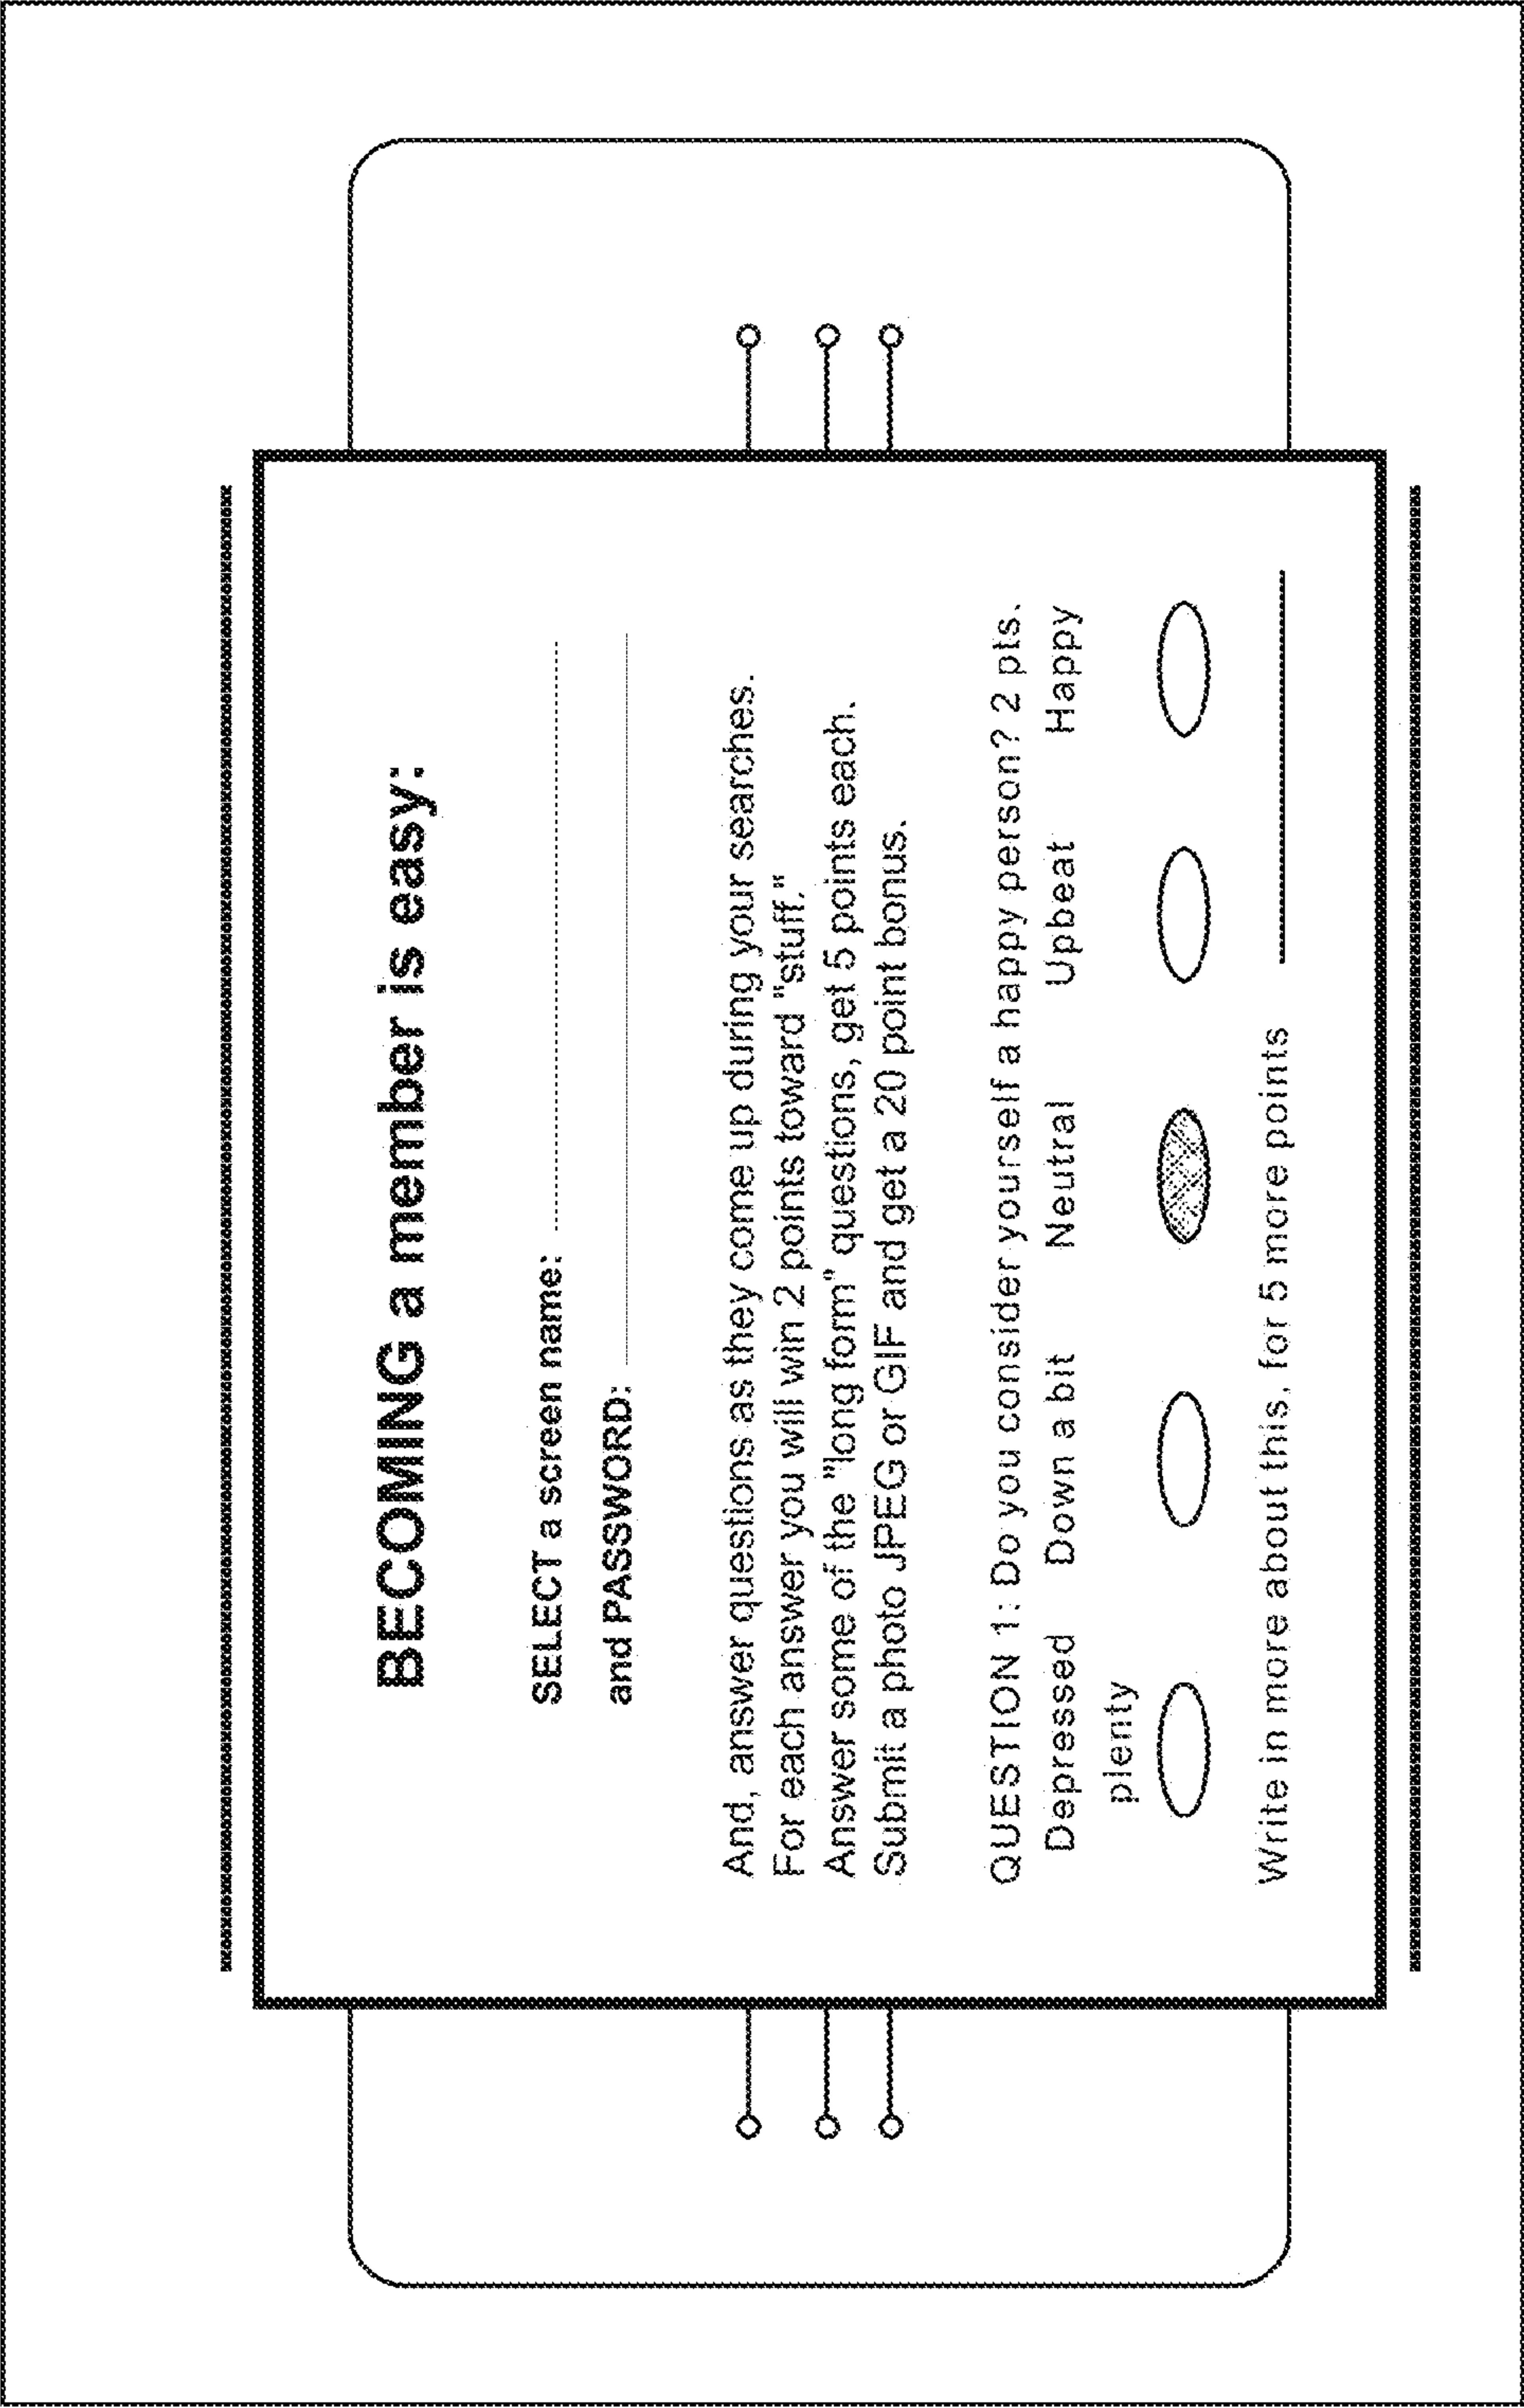 BECOMING a member is easy:
SELECT a screen name:
and PASSWORD:
And, answer questions as they come up during your searches.
For each answer you will win 2 points toward "stuff."
Answer some of the "long form" questions, get 5 points each.
Submit a photo JPEG or GIF and get a 20 point bonus.
QUESTION 1: Do you consider yourself a happy person? 2 pts.
Depressed Down a bit Neutral Upbeat Happy
plenty
Write in more about this, for 5 more points